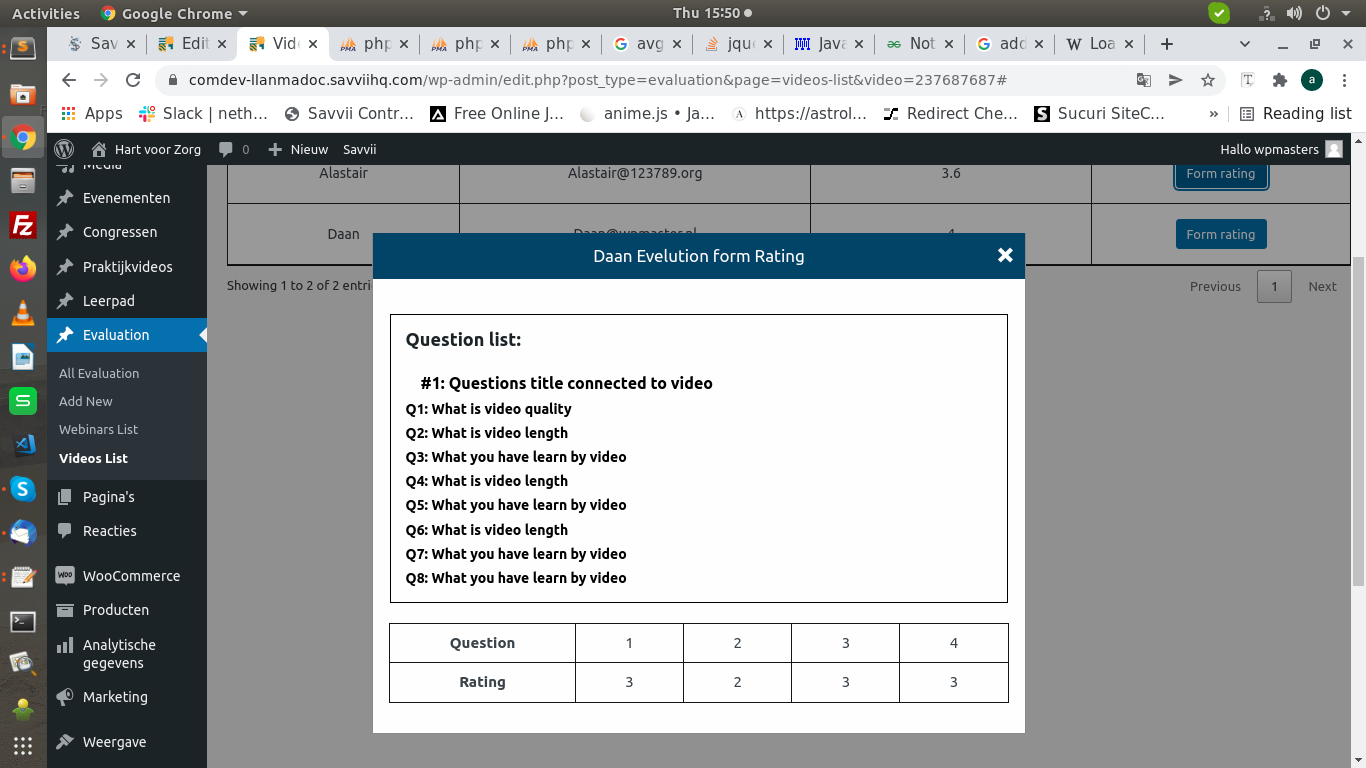 Activities Google Chrome Thu 15:50
Sav Edit Vide php php php avg jque Java Not add Loa
comdev-llanmadoc.savviihq.com/wp-admin/edit.php?post_type=evaluation&page=videos-list&video=237687687# a
Apps Slack | neth... Savvii Contr... Free Online J... anime.js • Ja... https://astrol... Redirect Che... Sucuri SiteC... » Reading list
Hart voor Zorg 0 Nieuw Savvii Hallo wpmasters
Media
Evenementen
Congressen
Praktijkvideos
Leerpad
Evaluation
All Evaluation
Add New
Webinars List
Videos List
Pagina's
Reacties
WooCommerce
Producten
Analytische
gegevens
Marketing
Weergave
Alastair Alastair@123789.org 3.6 Form rating
Daan Daan@wpmaster.nl 4 Form rating
Showing 1 to 2 of 2 entri Previous 1 Next
Daan Evelution form Rating
Question list:
#1: Questions title connected to video
Q1: What is video quality
Q2: What is video length
Q3: What you have learn by video
Q4: What is video length
Q5: What you have learn by video
Q6: What is video length
Q7: What you have learn by video
Q8: What you have learn by video
Question 1 2 3 4
Rating 3 2 3 3